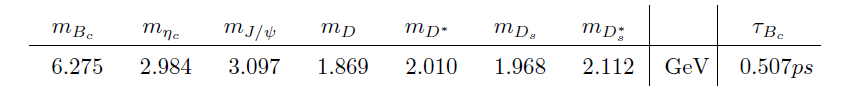 m_{B_c} m_{η_c} m_{J/ψ} m_D m_{D*} m_{D_s} m_{D_s^*} τ_{B_c}
6.275 2.984 3.097 1.869 2.010 1.968 2.112 GeV 0.507ps